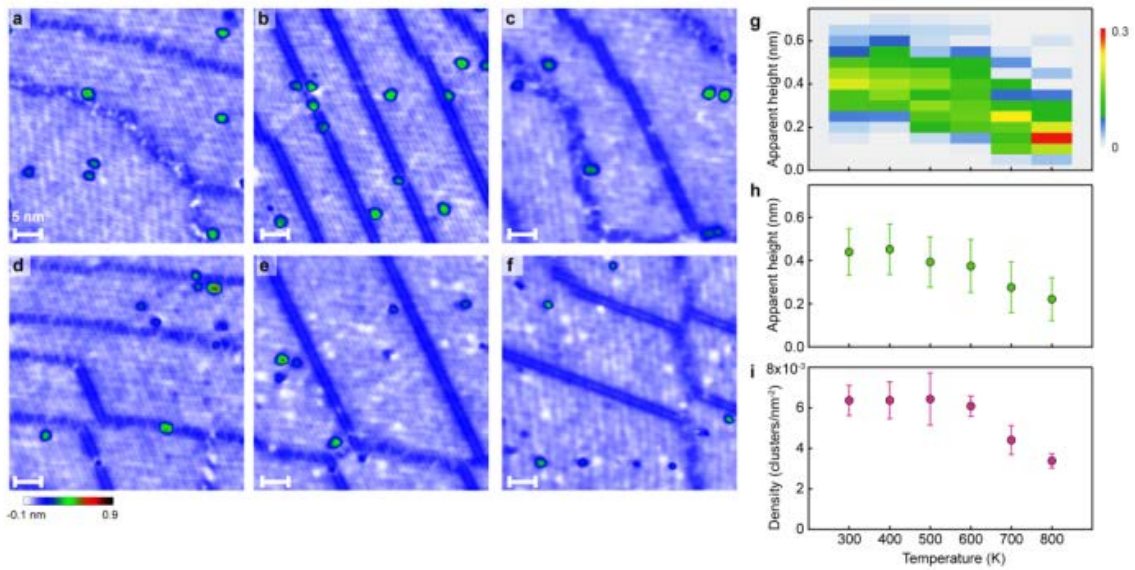 a
b
c
5 nm
d
e
f
-0.1 nm 0.9
g
Apparent height (nm)
0.6
0.4
0.2
0.0
0.3
0
h
Apparent height (nm)
0.6
0.4
0.2
0.0
i
Density (clusters/nm⁻²)
8x10⁻³
6
4
2
0
300 400 500 600 700 800
Temperature (K)